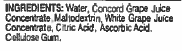 INGREDIENTS: Water, Concord Grape Juice
Concentrate, Maltodextrin, White Grape Juice
Concentrate, Citric Acid, Ascorbic Acid,
Cellulose Gum.